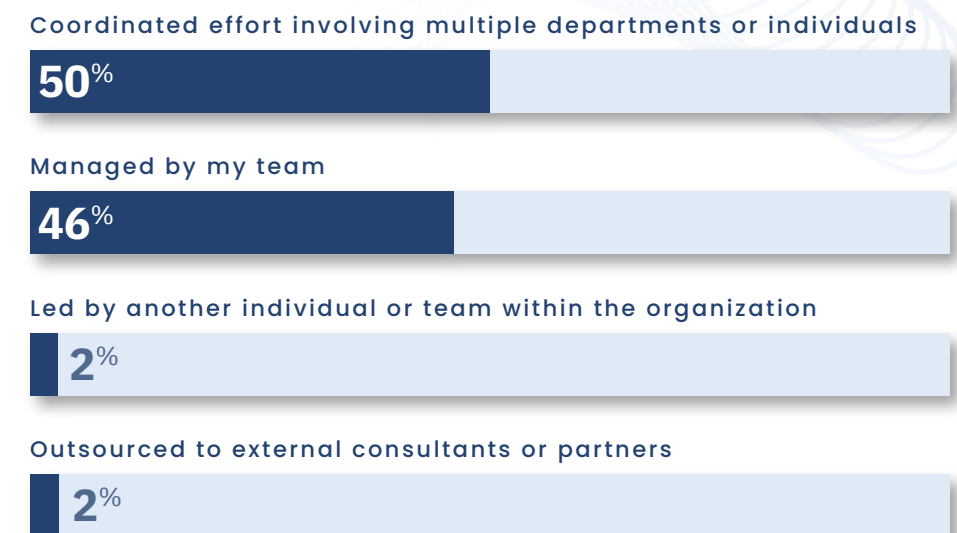 Coordinated effort involving multiple departments or individuals
50%
Managed by my team
46%
Led by another individual or team within the organization
2%
Outsourced to external consultants or partners
2%